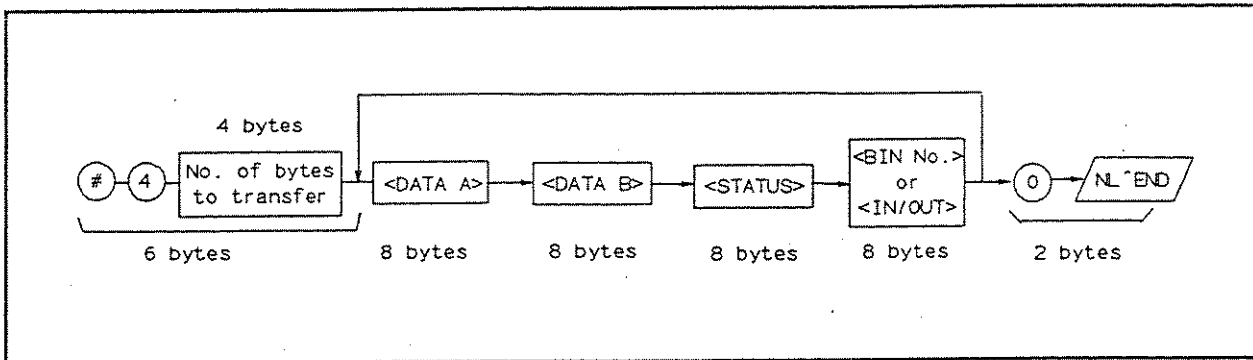 4 bytes
# 4 No. of bytes to transfer <DATA A> <DATA B> <STATUS> <BIN No.> or <IN/OUT> 0 NL^END
6 bytes 8 bytes 8 bytes 8 bytes 8 bytes 2 bytes